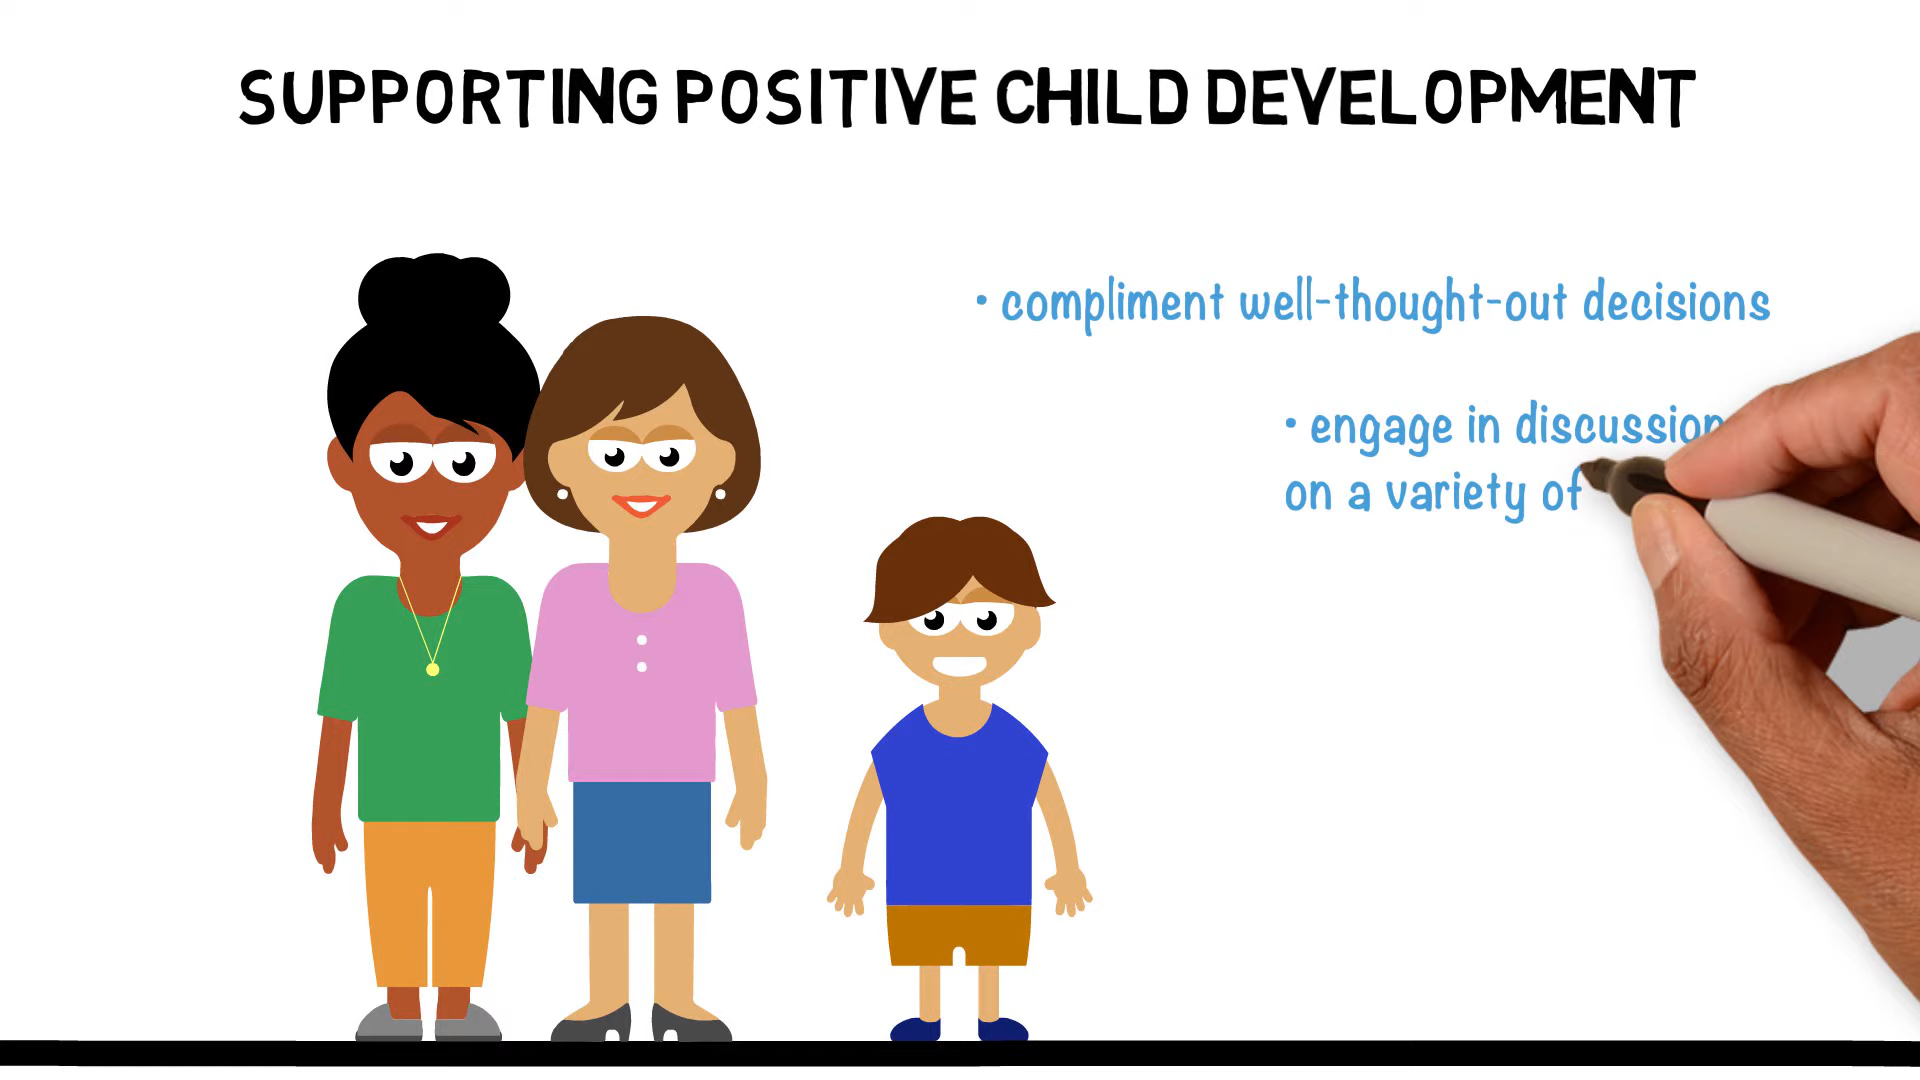 SUPPORTING POSITIVE CHILD DEVELOPMENT
• compliment well-thought-out decisions
• engage in discussion
on a variety of